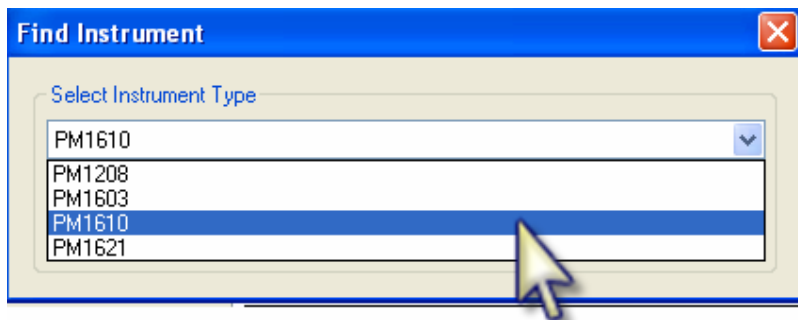 Find Instrument
Select Instrument Type
PM1610
PM1208
PM1603
PM1610
PM1621